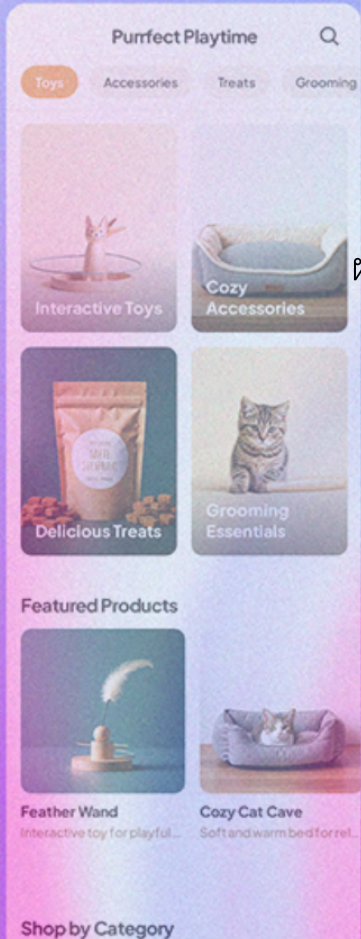 Purrfect Playtime
Toys
Accessories
Treats
Grooming
Interactive Toys
Cozy
Accessories
Delicious Treats
Grooming
Essentials
Featured Products
Feather Wand
Cozy Cat Cave
Interactive toy for playful...
Soft and warm bed for rel...
Shop by Category